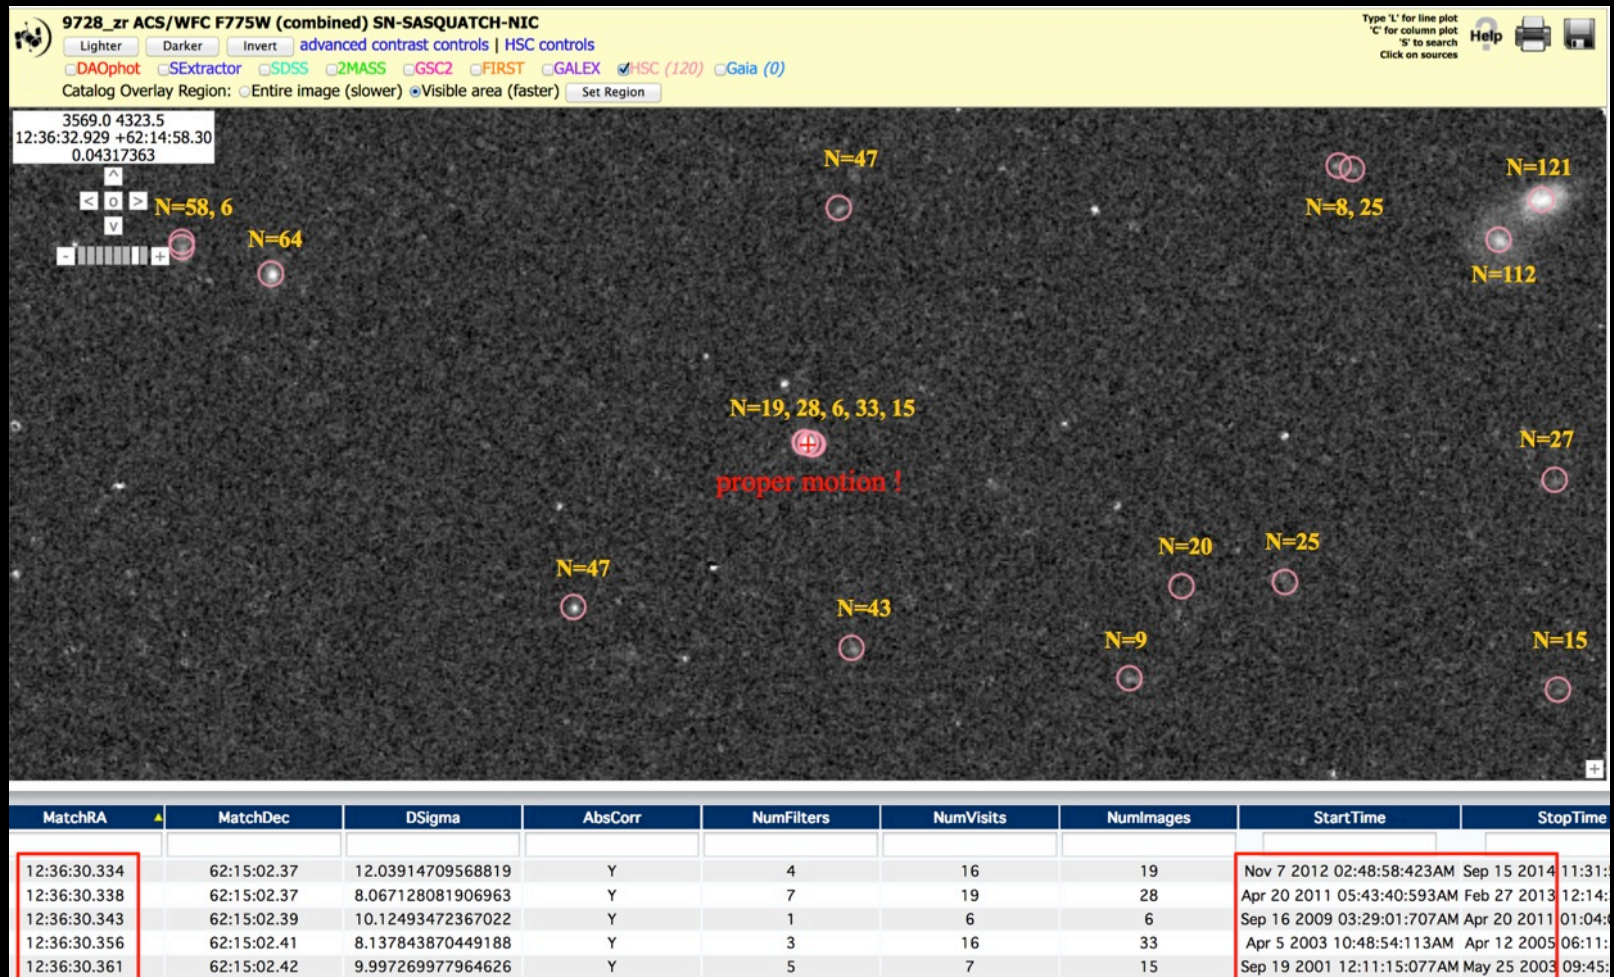 9728_zr ACS/WFC F775W (combined) SN-SASQUATCH-NIC
Lighter Darker Invert advanced contrast controls | HSC controls
DAOphot SExtractor SDSS 2MASS GSC2 FIRST GALEX HSC (120) Gaia (0)
Catalog Overlay Region: Entire image (slower) Visible area (faster) Set Region
Type 'L' for line plot
'C' for column plot
'S' to search
Click on sources
Help
3569.0 4323.5
12:36:32.929 +62:14:58.30
0.04317363
^
< o >
v
- +
N=58, 6
N=64
N=47
N=8, 25
N=121
N=112
N=19, 28, 6, 33, 15
proper motion !
N=27
N=20
N=25
N=47
N=43
N=9
N=15
+
MatchRA MatchDec DSigma AbsCorr NumFilters NumVisits NumImages StartTime StopTime
12:36:30.334 62:15:02.37 12.03914709568819 Y 4 16 19 Nov 7 2012 02:48:58:423AM Sep 15 2014 11:31:
12:36:30.338 62:15:02.37 8.067128081906963 Y 7 19 28 Apr 20 2011 05:43:40:593AM Feb 27 2013 12:14:
12:36:30.343 62:15:02.39 10.12493472367022 Y 1 6 6 Sep 16 2009 03:29:01:707AM Apr 20 2011 01:04:
12:36:30.356 62:15:02.41 8.137843870449188 Y 3 16 33 Apr 5 2003 10:48:54:113AM Apr 12 2005 06:11:
12:36:30.361 62:15:02.42 9.997269977964626 Y 5 7 15 Sep 19 2001 12:11:15:077AM May 25 2003 09:45: